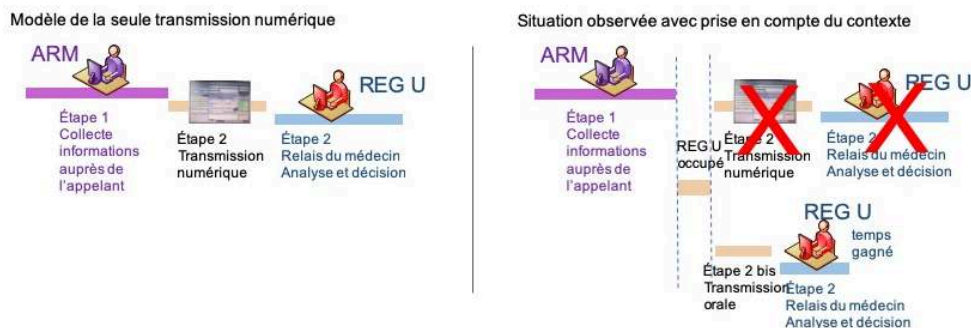 Modèle de la seule transmission numérique
ARM
REG U
Étape 1
Collecte
informations
auprès de
l'appelant
Étape 2
Transmission
numérique
Étape 2
Relais du médecin
Analyse et décision
Situation observée avec prise en compte du contexte
ARM
REG U
Étape 1
Collecte
informations
auprès de
l'appelant
REG U
occupé
Étape 2
Transmission
numérique
Étape 2
Relais du médecin
Analyse et décision
REG U
temps
gagné
Étape 2 bis
Transmission
orale
Étape 2
Relais du médecin
Analyse et décision